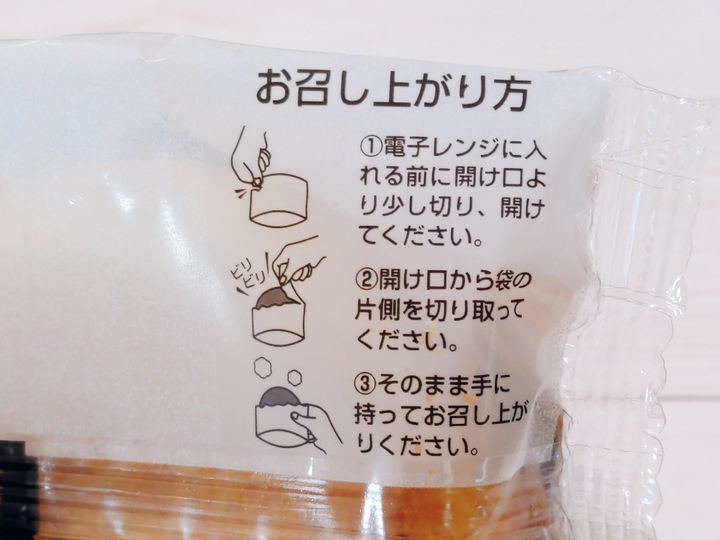 お召し上がり方
①電子レンジに入
れる前に開け口よ
り少し切り、開け
てください。
ビリ
ビリ
②開け口から袋の
片側を切り取って
ください。
③そのまま手に
持ってお召し上が
りください。